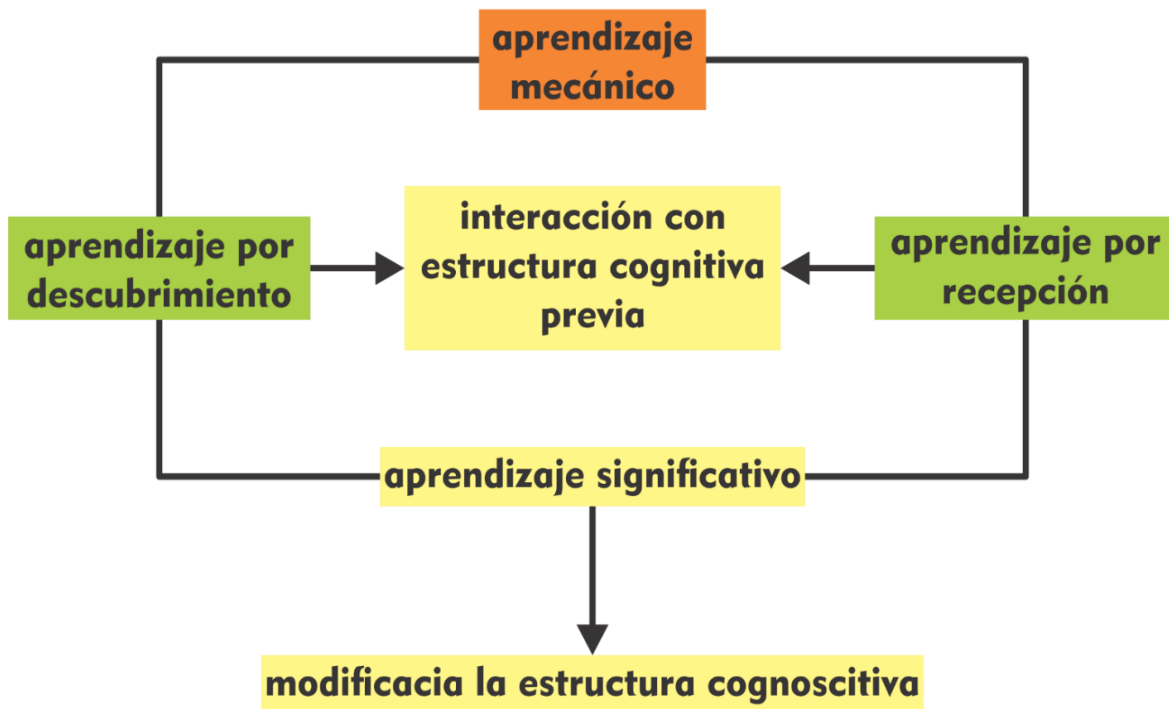 aprendizaje
mecánico
aprendizaje por
descubrimiento
interacción con
estructura cognitiva
previa
aprendizaje por
recepción
aprendizaje significativo
modificacia la estructura cognoscitiva